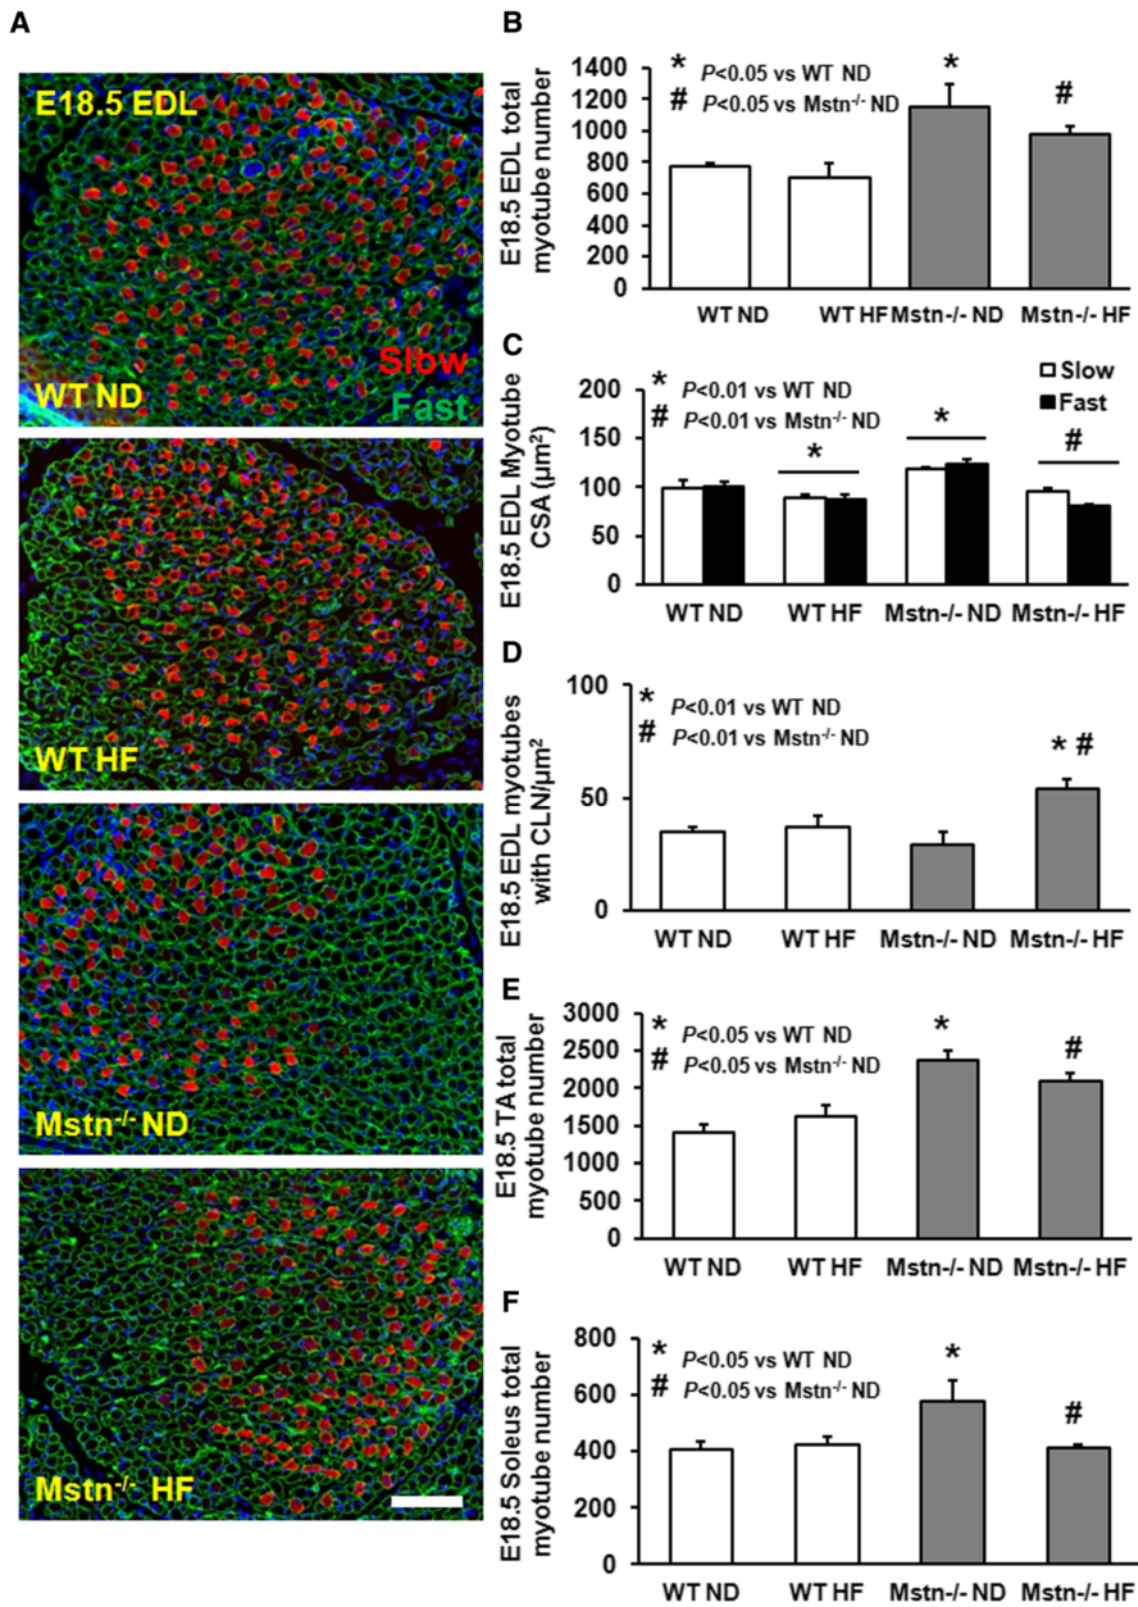 A
E18.5 EDL
Slow
Fast
WT ND
WT HF
Mstn-/- ND
Mstn-/- HF
B
E18.5 EDL total
myotube number
1400
1200
1000
800
600
400
200
0
* P<0.05 vs WT ND
# P<0.05 vs Mstn-/- ND
*
#
WT ND WT HF Mstn-/- ND Mstn-/- HF
C
E18.5 EDL Myotube
CSA (µm²)
200
150
100
50
0
* P<0.01 vs WT ND
# P<0.01 vs Mstn-/- ND
Slow
Fast
*
*
#
WT ND WT HF Mstn-/- ND Mstn-/- HF
D
E18.5 EDL myotubes
with CLN/µm²
100
50
0
* P<0.01 vs WT ND
# P<0.01 vs Mstn-/- ND
* #
WT ND WT HF Mstn-/- ND Mstn-/- HF
E
E18.5 TA total
myotube number
3000
2500
2000
1500
1000
500
0
* P<0.05 vs WT ND
# P<0.05 vs Mstn-/- ND
*
#
WT ND WT HF Mstn-/- ND Mstn-/- HF
F
E18.5 Soleus total
myotube number
800
600
400
200
0
* P<0.05 vs WT ND
# P<0.05 vs Mstn-/- ND
*
#
WT ND WT HF Mstn-/- ND Mstn-/- HF